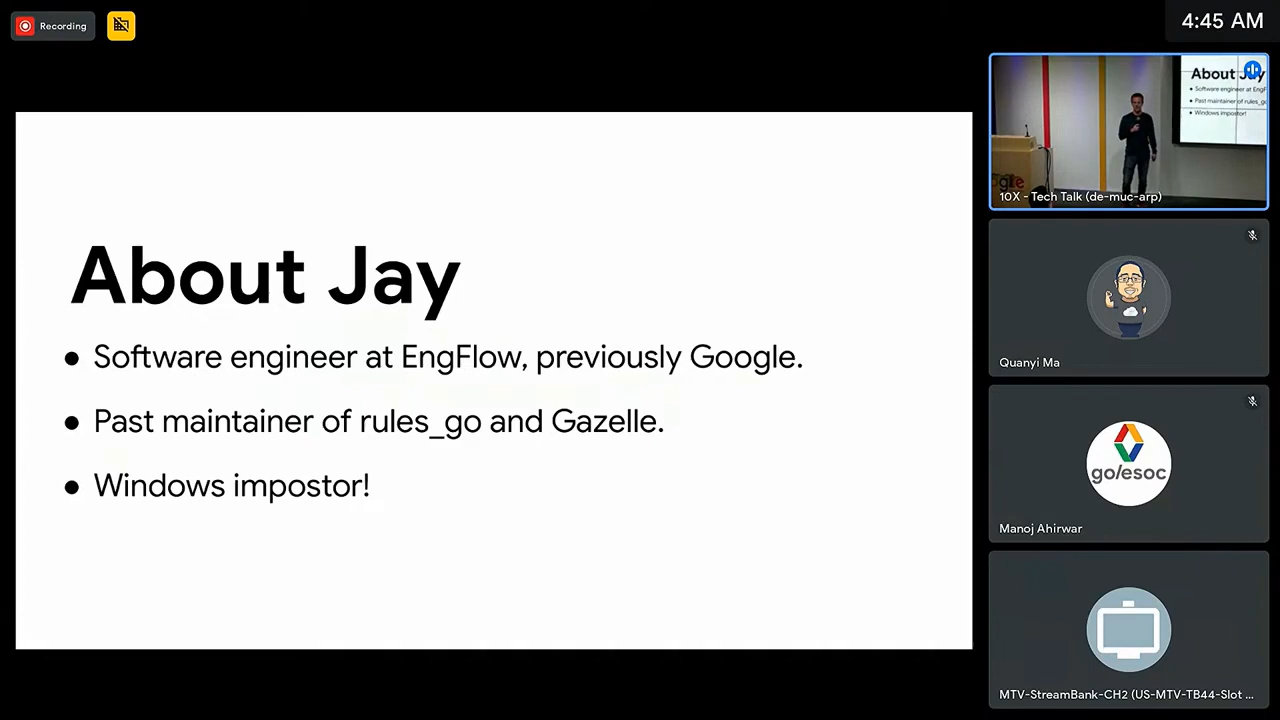 Recording
4:45 AM
About Jay
● Software engineer at EngFlow, previously Google.
● Past maintainer of rules_go and Gazelle.
● Windows impostor!
About Jay
● Software engineer at EngF
● Past maintainer of rules_go
● Windows impostor!
10X - Tech Talk (de-muc-arp)
Quanyi Ma
go/esoc
Manoj Ahirwar
MTV-StreamBank-CH2 (US-MTV-TB44-Slot ...